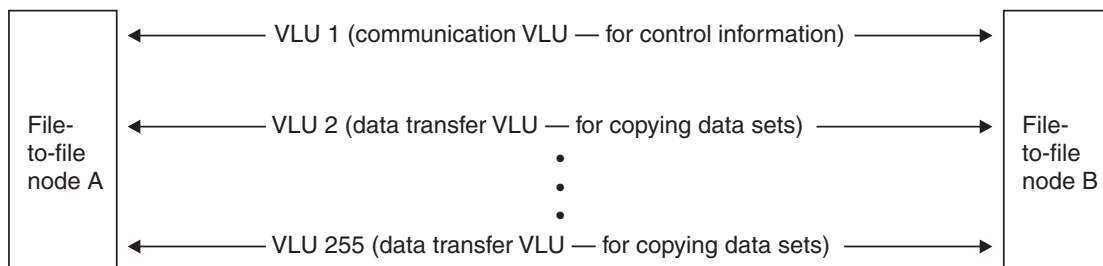 VLU 1 (communication VLU — for control information)
File-
to-file
node A
VLU 2 (data transfer VLU — for copying data sets)
File-
to-file
node B
VLU 255 (data transfer VLU — for copying data sets)